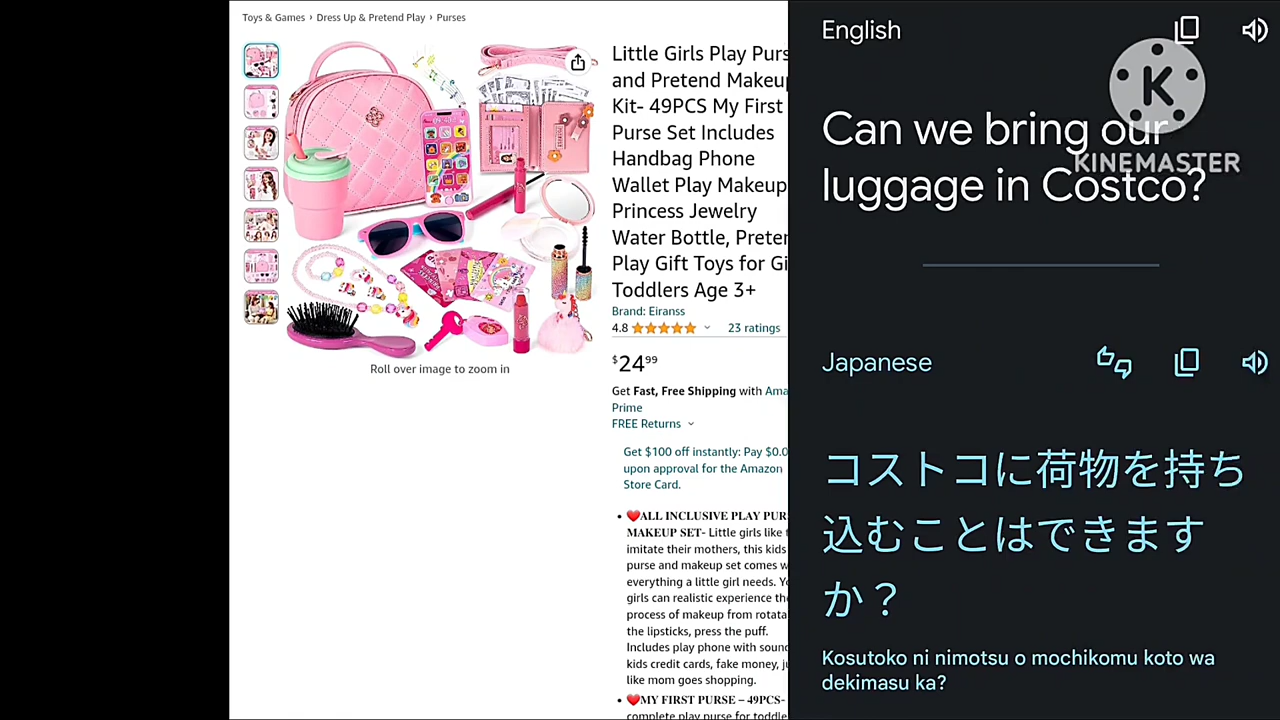 Toys & Games › Dress Up & Pretend Play › Purses
Little Girls Play Purs
and Pretend Makeup
Kit- 49PCS My First
Purse Set Includes
Handbag Phone
Wallet Play Makeup
Princess Jewelry
Water Bottle, Preten
Play Gift Toys for Gi
Toddlers Age 3+
Brand: Eiranss
4.8
23 ratings
$24 99
Roll over image to zoom in
Get Fast, Free Shipping with Ama
Prime
FREE Returns
Get $100 off instantly: Pay $0.0
upon approval for the Amazon
Store Card.
• ❤️ALL INCLUSIVE PLAY PUR
MAKEUP SET- Little girls like t
imitate their mothers, this kids
purse and makeup set comes w
everything a little girl needs. Yo
girls can realistic experience the
process of makeup from rotata
the lipsticks, press the puff.
Includes play phone with soun
kids credit cards, fake money, ju
like mom goes shopping.
• ❤️MY FIRST PURSE – 49PCS-
complete play purse for toddle
English
K
KINEMASTER
Can we bring our
luggage in Costco?
Japanese
コストコに荷物を持ち
込むことはできます
か？
Kosutoko ni nimotsu o mochikomu koto wa
dekimasu ka?